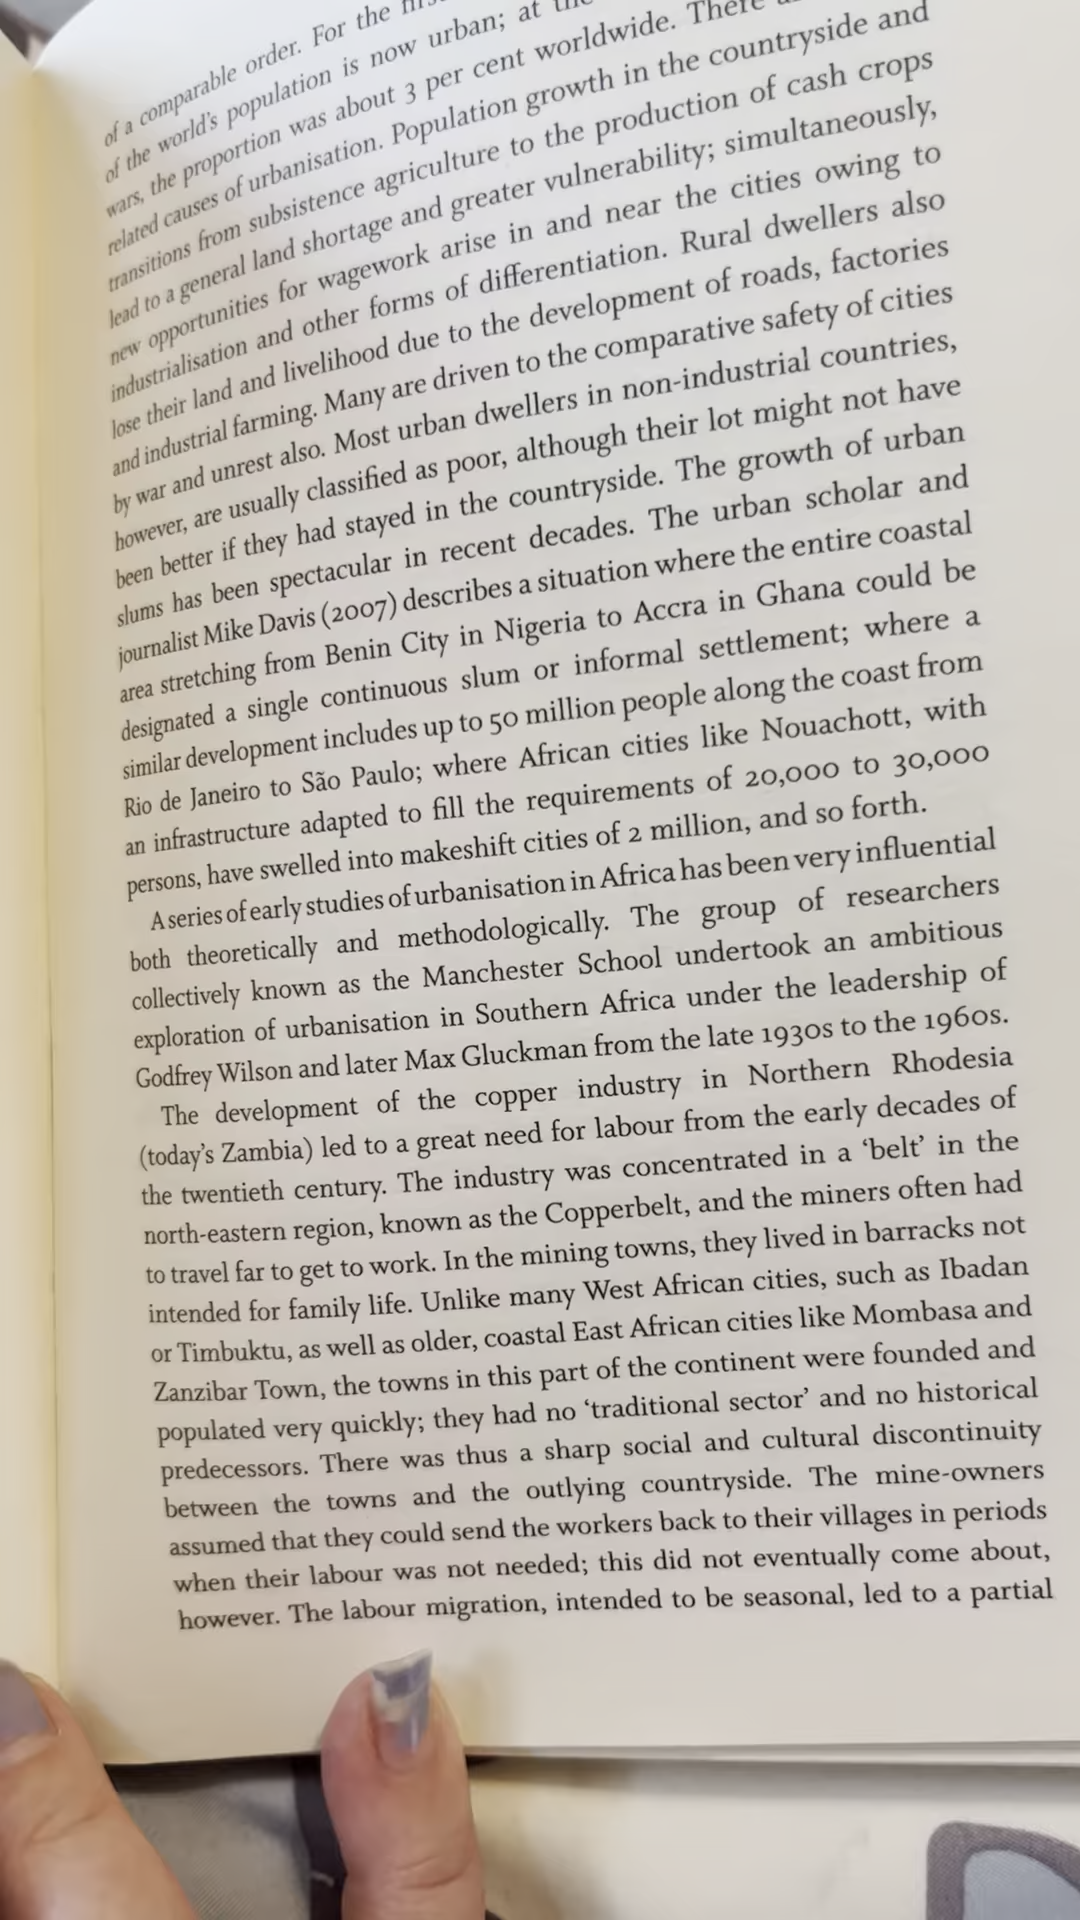 of a comparable order. For the
of the world's population is now urban; at
wars, the proportion was about 3 per cent worldwide. There
related causes of urbanisation. Population growth in the countryside and
transitions from subsistence agriculture to the production of cash crops
lead to a general land shortage and greater vulnerability; simultaneously,
new opportunities for wagework arise in and near the cities owing to
industrialisation and other forms of differentiation. Rural dwellers also
lose their land and livelihood due to the development of roads, factories
and industrial farming. Many are driven to the comparative safety of cities
by war and unrest also. Most urban dwellers in non-industrial countries,
however, are usually classified as poor, although their lot might not have
been better if they had stayed in the countryside. The growth of urban
slums has been spectacular in recent decades. The urban scholar and
journalist Mike Davis (2007) describes a situation where the entire coastal
area stretching from Benin City in Nigeria to Accra in Ghana could be
designated a single continuous slum or informal settlement; where a
similar development includes up to 50 million people along the coast from
Rio de Janeiro to São Paulo; where African cities like Nouachott, with
an infrastructure adapted to fill the requirements of 20,000 to 30,000
persons, have swelled into makeshift cities of 2 million, and so forth.
A series of early studies of urbanisation in Africa has been very influential
both theoretically and methodologically. The group of researchers
collectively known as the Manchester School undertook an ambitious
exploration of urbanisation in Southern Africa under the leadership of
Godfrey Wilson and later Max Gluckman from the late 1930s to the 1960s.
The development of the copper industry in Northern Rhodesia
(today's Zambia) led to a great need for labour from the early decades of
the twentieth century. The industry was concentrated in a 'belt' in the
north-eastern region, known as the Copperbelt, and the miners often had
to travel far to get to work. In the mining towns, they lived in barracks not
intended for family life. Unlike many West African cities, such as Ibadan
or Timbuktu, as well as older, coastal East African cities like Mombasa and
Zanzibar Town, the towns in this part of the continent were founded and
populated very quickly; they had no 'traditional sector' and no historical
predecessors. There was thus a sharp social and cultural discontinuity
between the towns and the outlying countryside. The mine-owners
assumed that they could send the workers back to their villages in periods
when their labour was not needed; this did not eventually come about,
however. The labour migration, intended to be seasonal, led to a partial